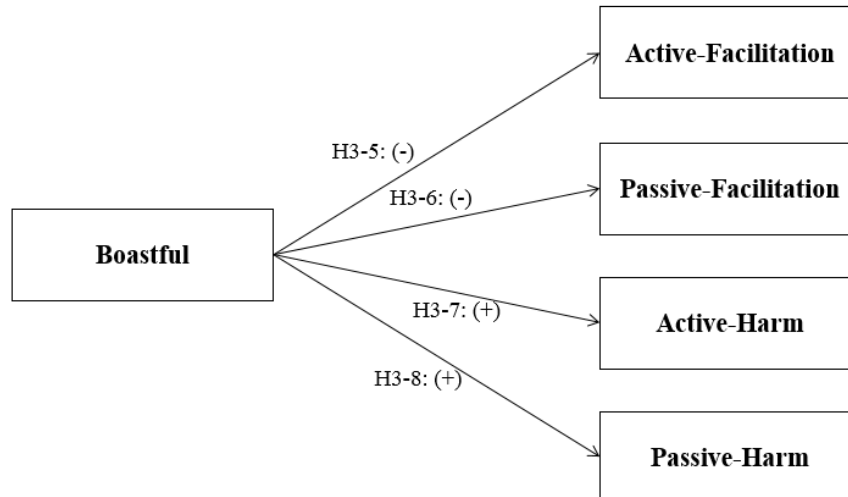 Active-Facilitation
H3-5: (-)
Passive-Facilitation
H3-6: (-)
Boastful
H3-7: (+)
Active-Harm
H3-8: (+)
Passive-Harm